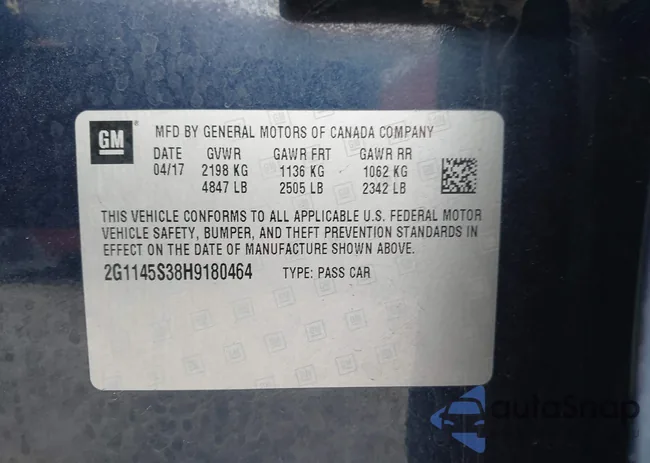 GM
MFD BY GENERAL MOTORS OF CANADA COMPANY
DATE GVWR GAWR FRT GAWR RR
04/17 2198 KG 1136 KG 1062 KG
4847 LB 2505 LB 2342 LB
THIS VEHICLE CONFORMS TO ALL APPLICABLE U.S. FEDERAL MOTOR
VEHICLE SAFETY, BUMPER, AND THEFT PREVENTION STANDARDS IN
EFFECT ON THE DATE OF MANUFACTURE SHOWN ABOVE.
2G1145S38H9180464 TYPE: PASS CAR
autoSnap